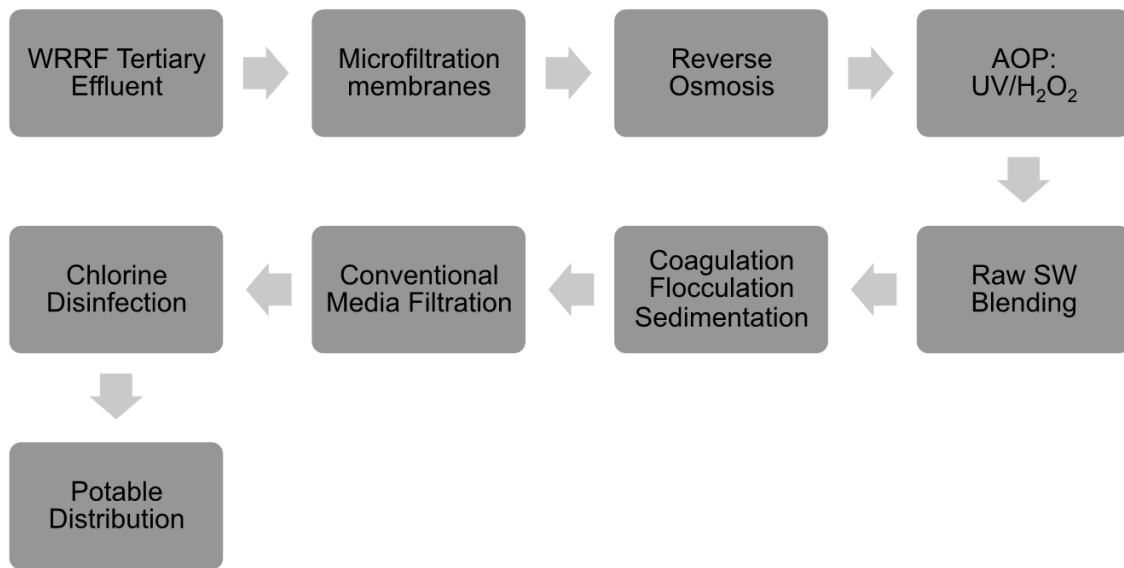 WRRF Tertiary
Effluent
Microfiltration
membranes
Reverse
Osmosis
AOP:
UV/H₂O₂
Raw SW
Blending
Coagulation
Flocculation
Sedimentation
Conventional
Media Filtration
Chlorine
Disinfection
Potable
Distribution